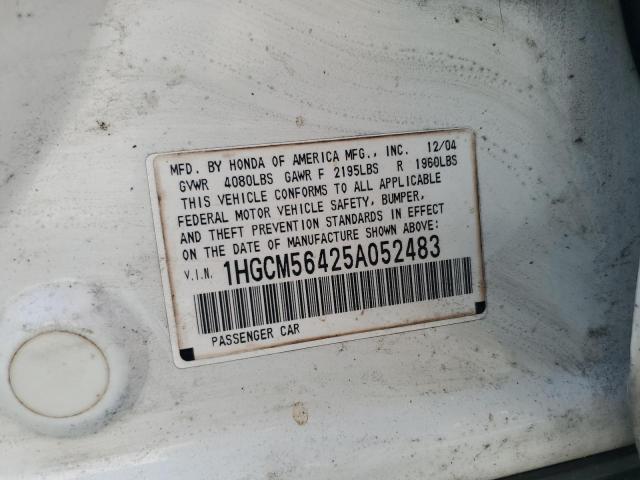 MFD. BY HONDA OF AMERICA MFG., INC. 12/04
GVWR 4080LBS GAWR F 2195LBS R 1960LBS
THIS VEHICLE CONFORMS TO ALL APPLICABLE
FEDERAL MOTOR VEHICLE SAFETY, BUMPER,
AND THEFT PREVENTION STANDARDS IN EFFECT
ON THE DATE OF MANUFACTURE SHOWN ABOVE:
V.I.N. 1HGCM56425A052483
PASSENGER CAR